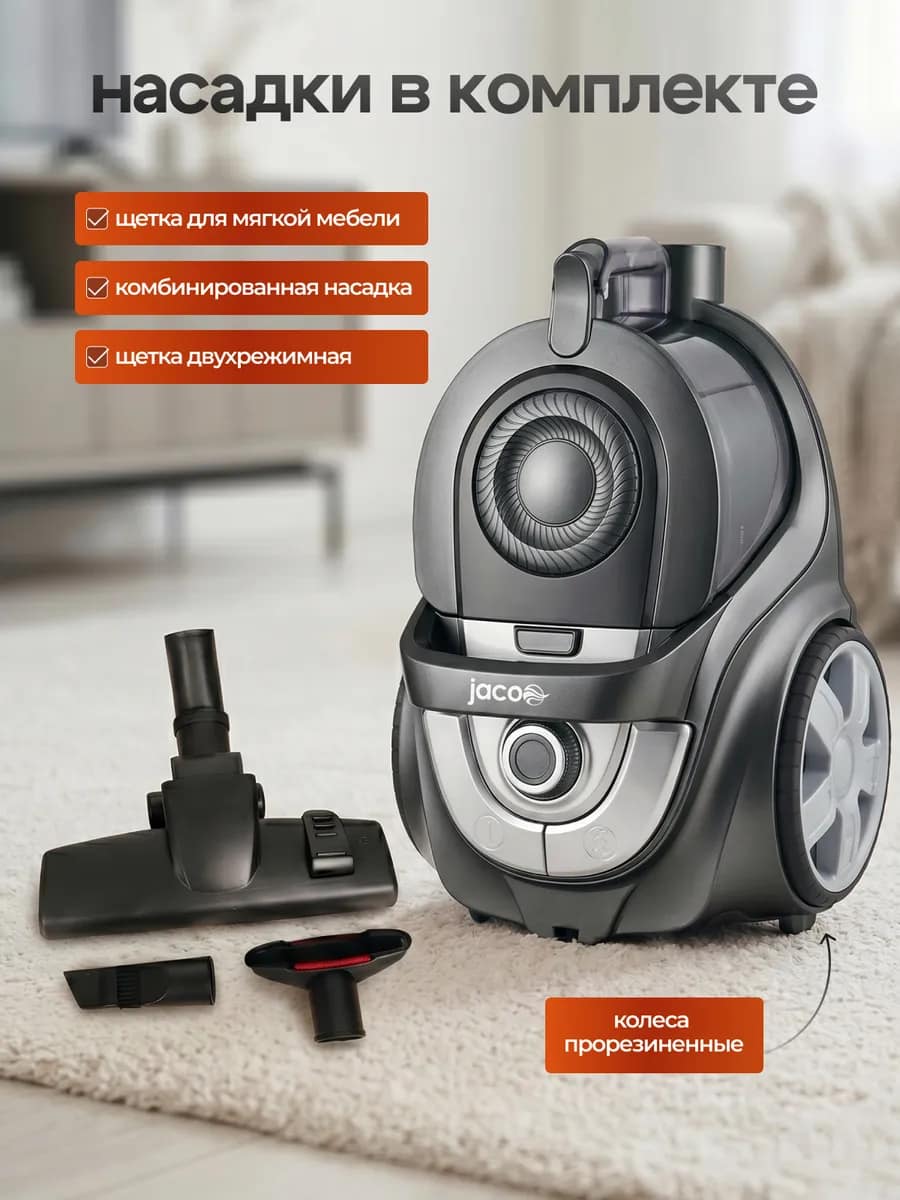 насадки в комплекте
щетка для мягкой мебели
комбинированная насадка
щетка двухрежимная
jaco
колеса
прорезиненные